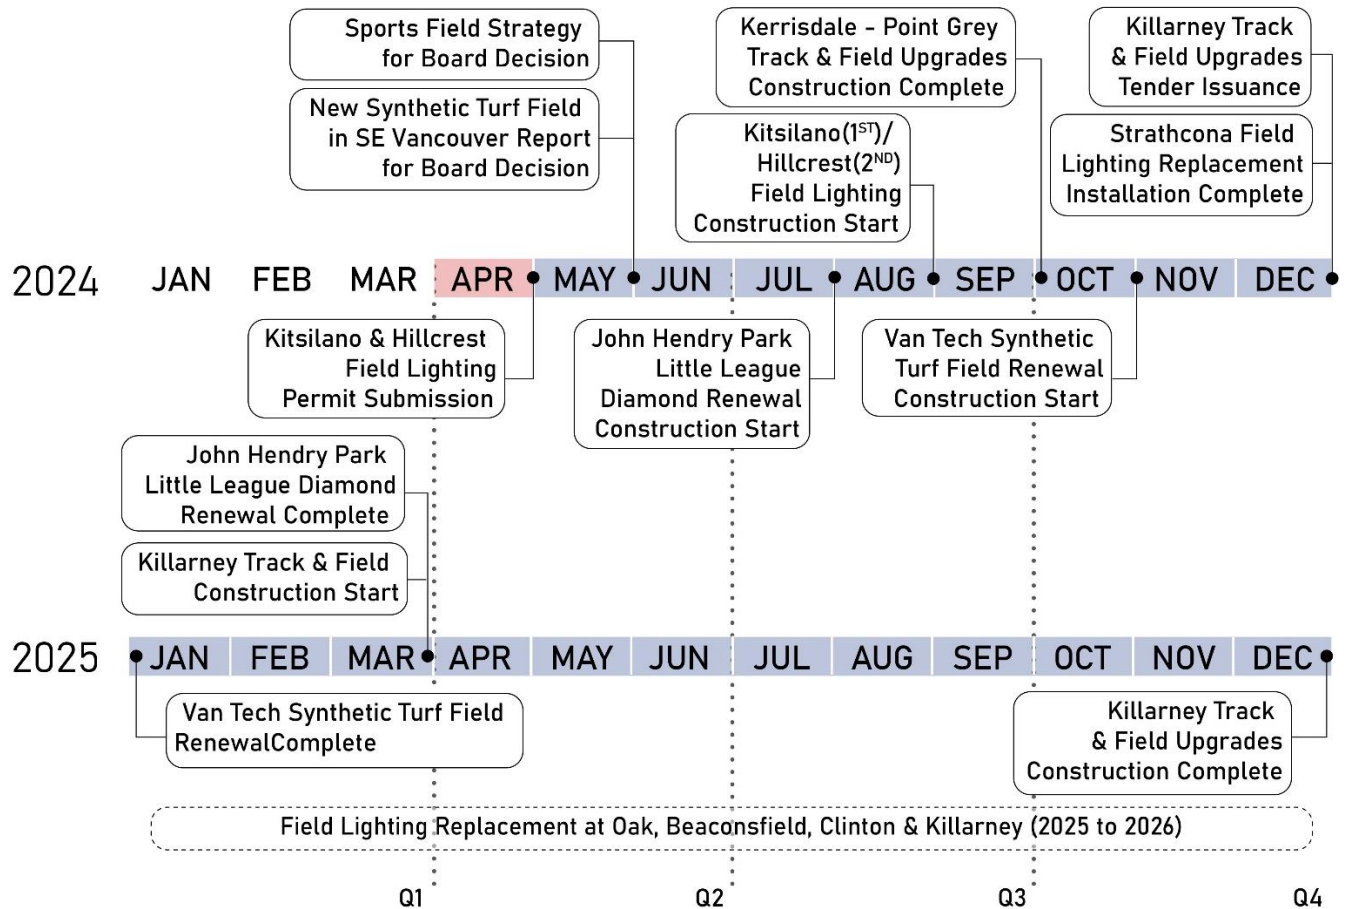 Sports Field Strategy
for Board Decision
New Synthetic Turf Field
in SE Vancouver Report
for Board Decision
Kerrisdale - Point Grey
Track & Field Upgrades
Construction Complete
Kitsilano(1ST)/
Hillcrest(2ND)
Field Lighting
Construction Start
Killarney Track
& Field Upgrades
Tender Issuance
Strathcona Field
Lighting Replacement
Installation Complete
2024 JAN FEB MAR APR MAY JUN JUL AUG SEP OCT NOV DEC
Kitsilano & Hillcrest
Field Lighting
Permit Submission
John Hendry Park
Little League
Diamond Renewal
Construction Start
Van Tech Synthetic
Turf Field Renewal
Construction Start
John Hendry Park
Little League Diamond
Renewal Complete
Killarney Track & Field
Construction Start
2025 JAN FEB MAR APR MAY JUN JUL AUG SEP OCT NOV DEC
Van Tech Synthetic Turf Field
RenewalComplete
Killarney Track
& Field Upgrades
Construction Complete
Field Lighting Replacement at Oak, Beaconsfield, Clinton & Killarney (2025 to 2026)
Q1 Q2 Q3 Q4